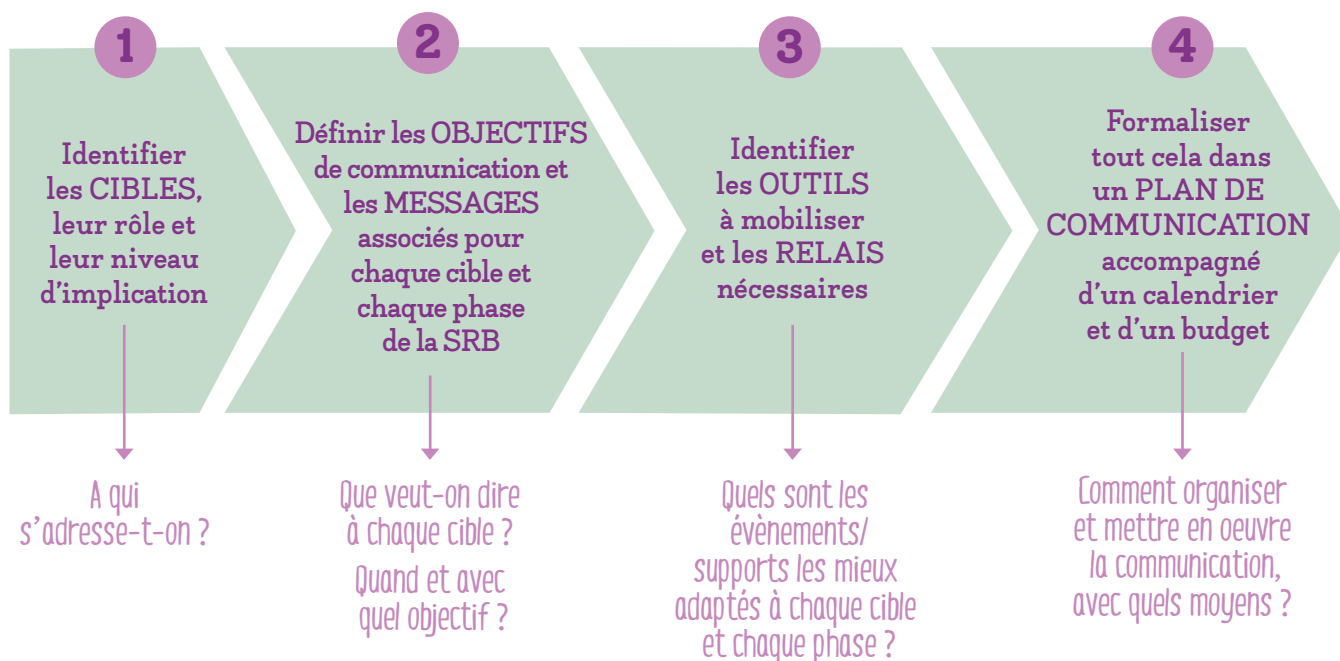 1
Identifier
les CIBLES,
leur rôle et
leur niveau
d'implication
A qui
s'adresse-t-on ?
2
Définir les OBJECTIFS
de communication et
les MESSAGES
associés pour
chaque cible et
chaque phase
de la SRB
Que veut-on dire
à chaque cible ?
Quand et avec
quel objectif ?
3
Identifier
les OUTILS
à mobiliser
et les RELAIS
nécessaires
Quels sont les
évènements/
supports les mieux
adaptés à chaque cible
et chaque phase ?
4
Formaliser
tout cela dans
un PLAN DE
COMMUNICATION
accompagné
d'un calendrier
et d'un budget
Comment organiser
et mettre en oeuvre
la communication,
avec quels moyens ?